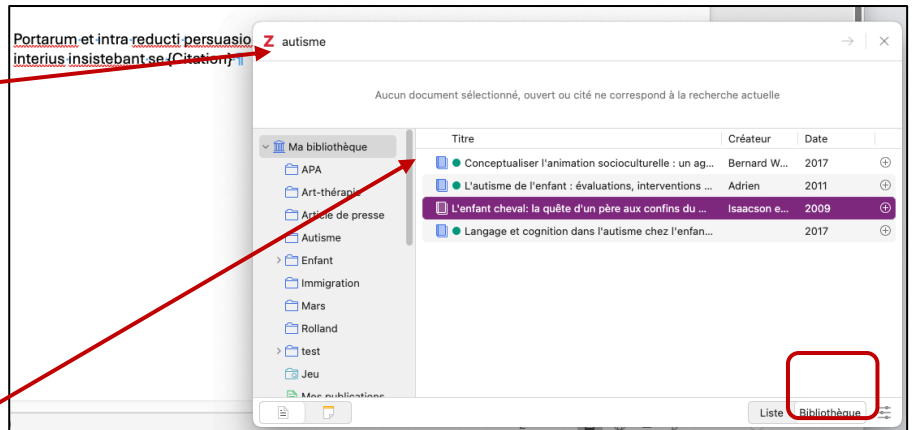 Portarum et intra reducti persuasio
interius insistebant se {Citation} ¶
Z autisme
Aucun document sélectionné, ouvert ou cité ne correspond à la recherche actuelle
Titre Créateur Date
Ma bibliothèque
APA
Art-thérapie
Article de presse
Autisme
Enfant
Immigration
Mars
Rolland
test
Jeu
Mes publications
Conceptualiser l'animation socioculturelle : un ag... Bernard W... 2017
L'autisme de l'enfant : évaluations, interventions ... Adrien 2011
L'enfant cheval: la quête d'un père aux confins du ... Isaacson e... 2009
Langage et cognition dans l'autisme chez l'enfan... 2017
Liste Bibliothèque